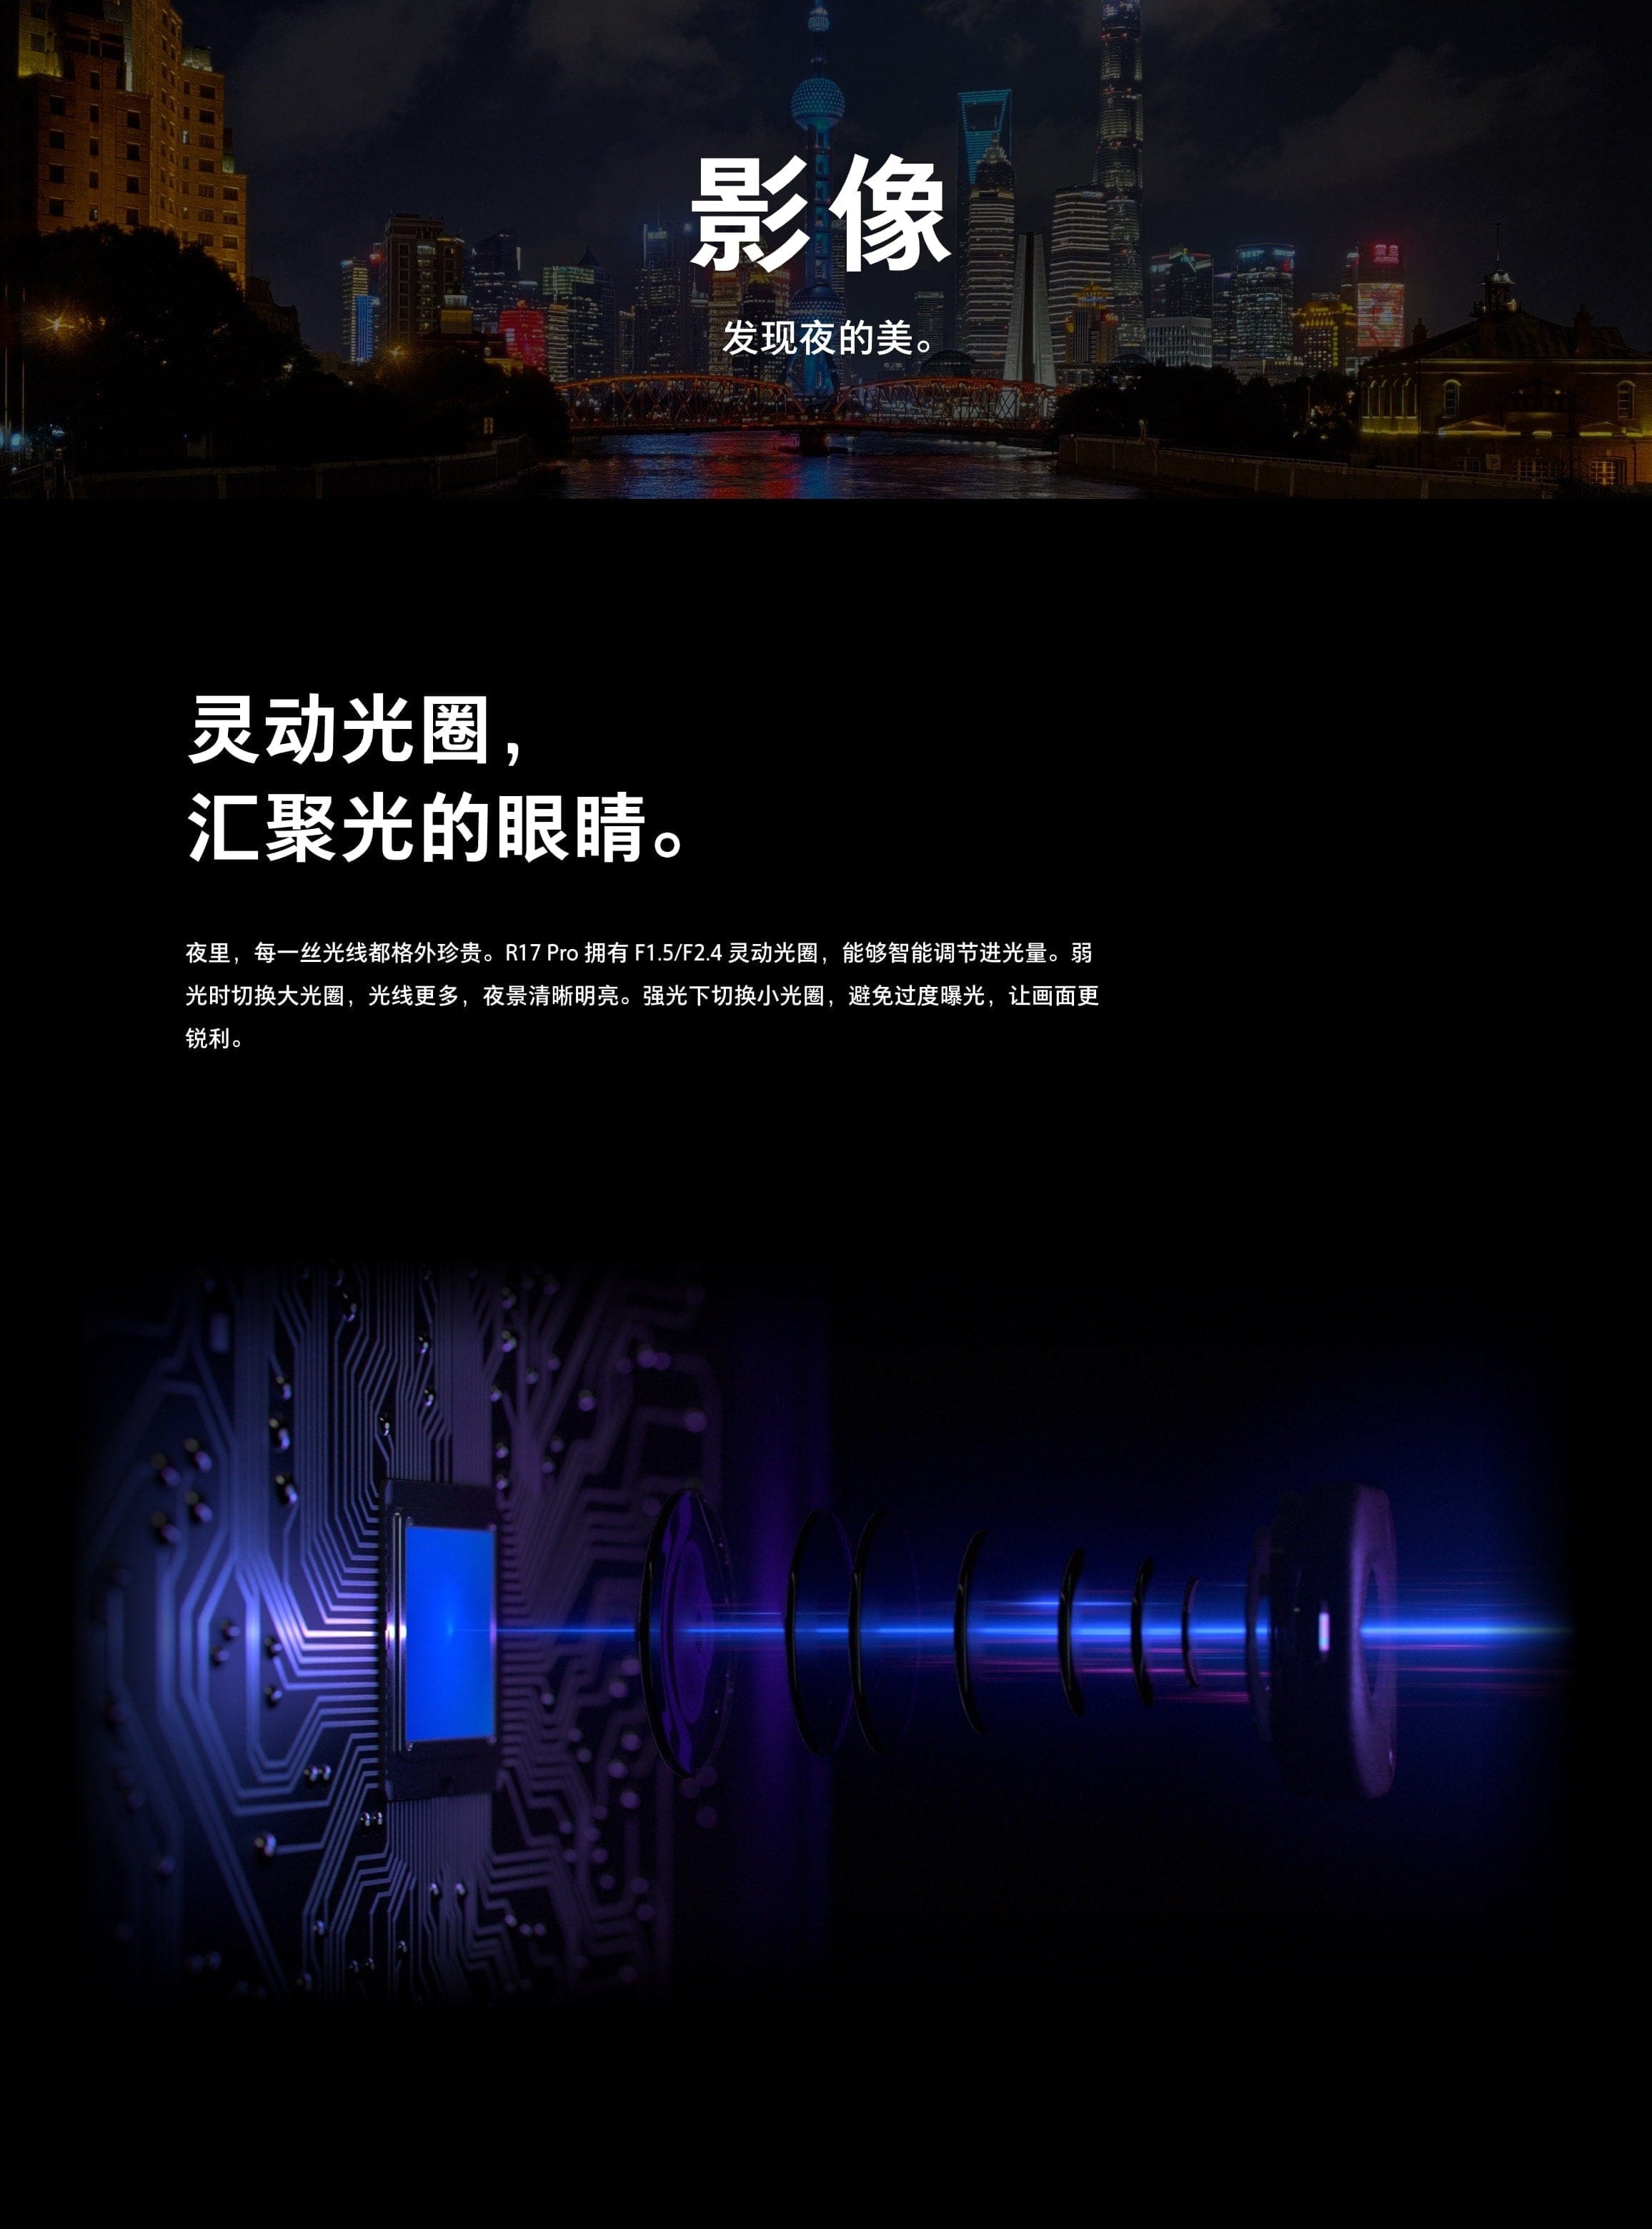 影像
发现夜的美。
灵动光圈，
汇聚光的眼睛。
夜里，每一丝光线都格外珍贵。R17 Pro 拥有 F1.5/F2.4 灵动光圈，能够智能调节进光量。弱
光时切换大光圈，光线更多，夜景清晰明亮。强光下切换小光圈，避免过度曝光，让画面更
锐利。